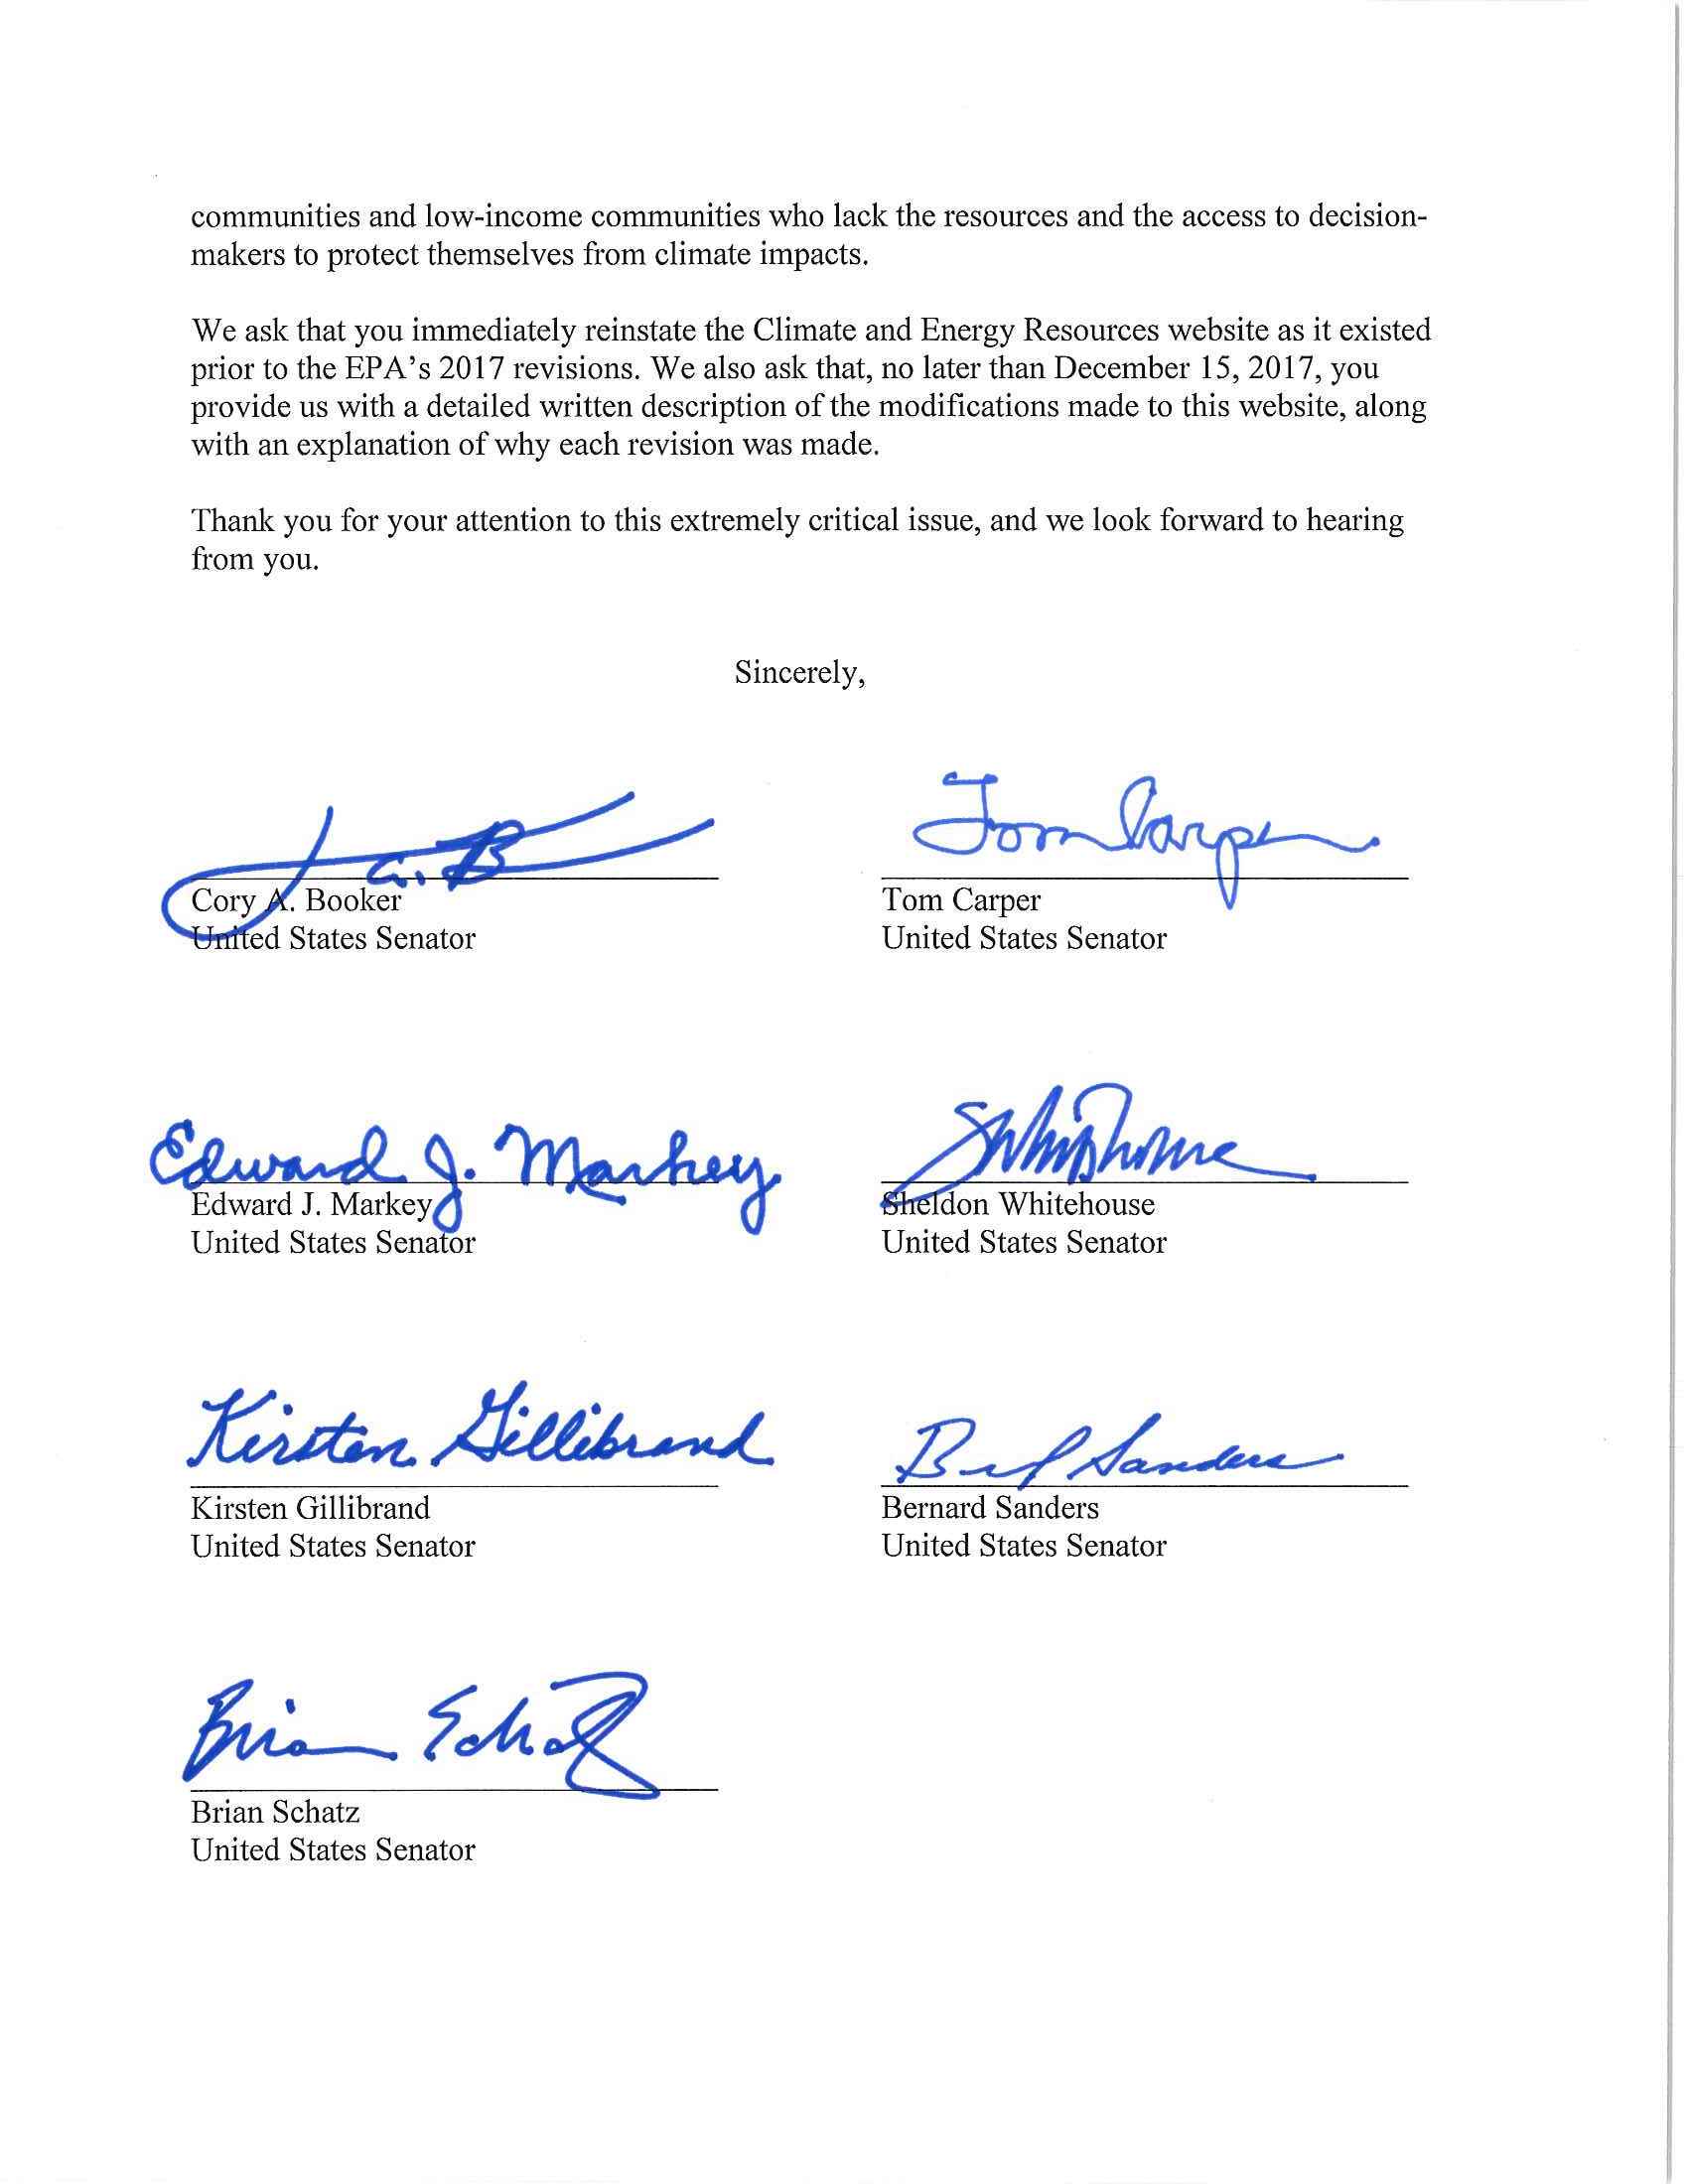 communities and low-income communities who lack the resources and the access to decision-
makers to protect themselves from climate impacts.
We ask that you immediately reinstate the Climate and Energy Resources website as it existed
prior to the EPA's 2017 revisions. We also ask that, no later than December 15, 2017, you
provide us with a detailed written description of the modifications made to this website, along
with an explanation of why each revision was made.
Thank you for your attention to this extremely critical issue, and we look forward to hearing
from you.
Sincerely,
Tom Carper
Cory A. Booker
United States Senator
Tom Carper
United States Senator
Edward J. Markey
Edward J. Markey
United States Senator
Sheldon Whitehouse
United States Senator
Kirsten Gillibrand
Kirsten Gillibrand
United States Senator
Sanders
Bernard Sanders
United States Senator
Brian Schatz
Brian Schatz
United States Senator